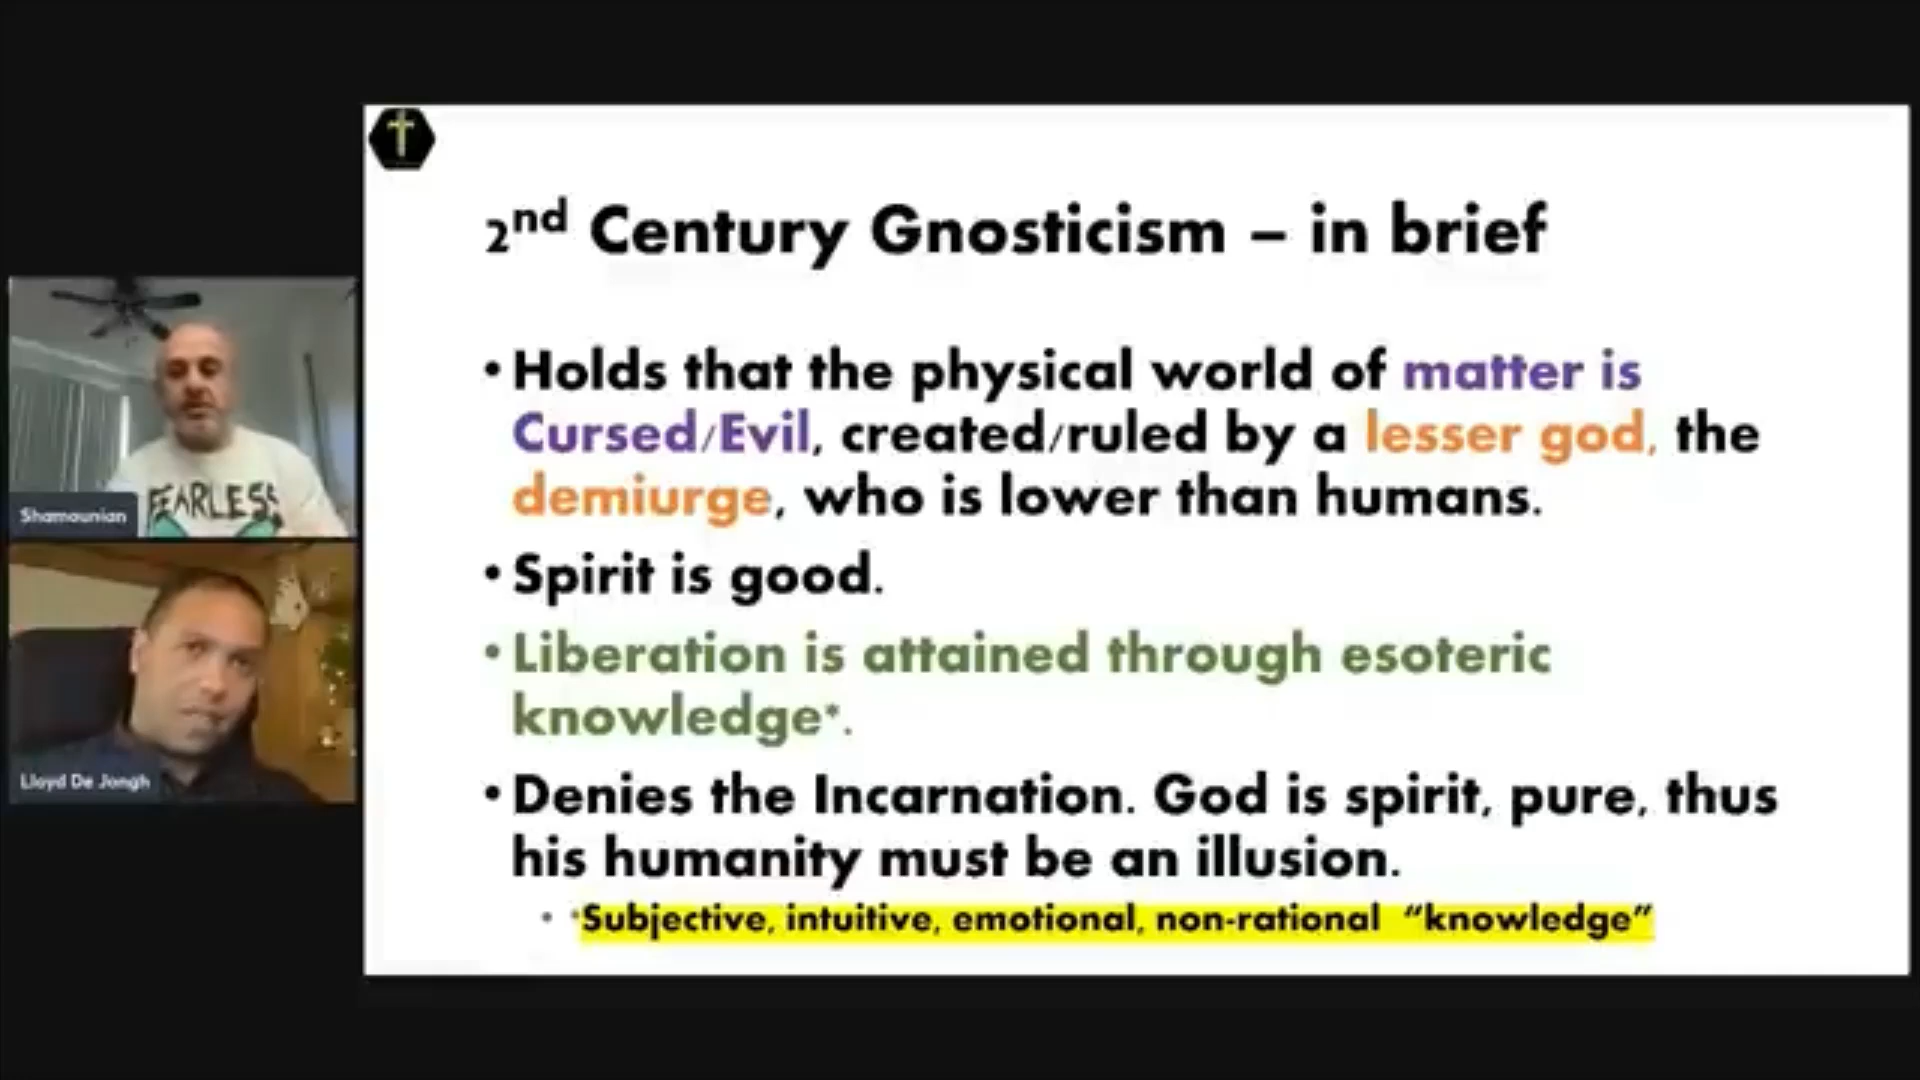 2nd Century Gnosticism – in brief
• Holds that the physical world of matter is
Cursed/Evil, created/ruled by a lesser god, the
demiurge, who is lower than humans.
• Spirit is good.
• Liberation is attained through esoteric
knowledge*.
• Denies the Incarnation. God is spirit, pure, thus
his humanity must be an illusion.
• *Subjective, intuitive, emotional, non-rational “knowledge”
FEARLESS
Shamounian
Lloyd De Jongh